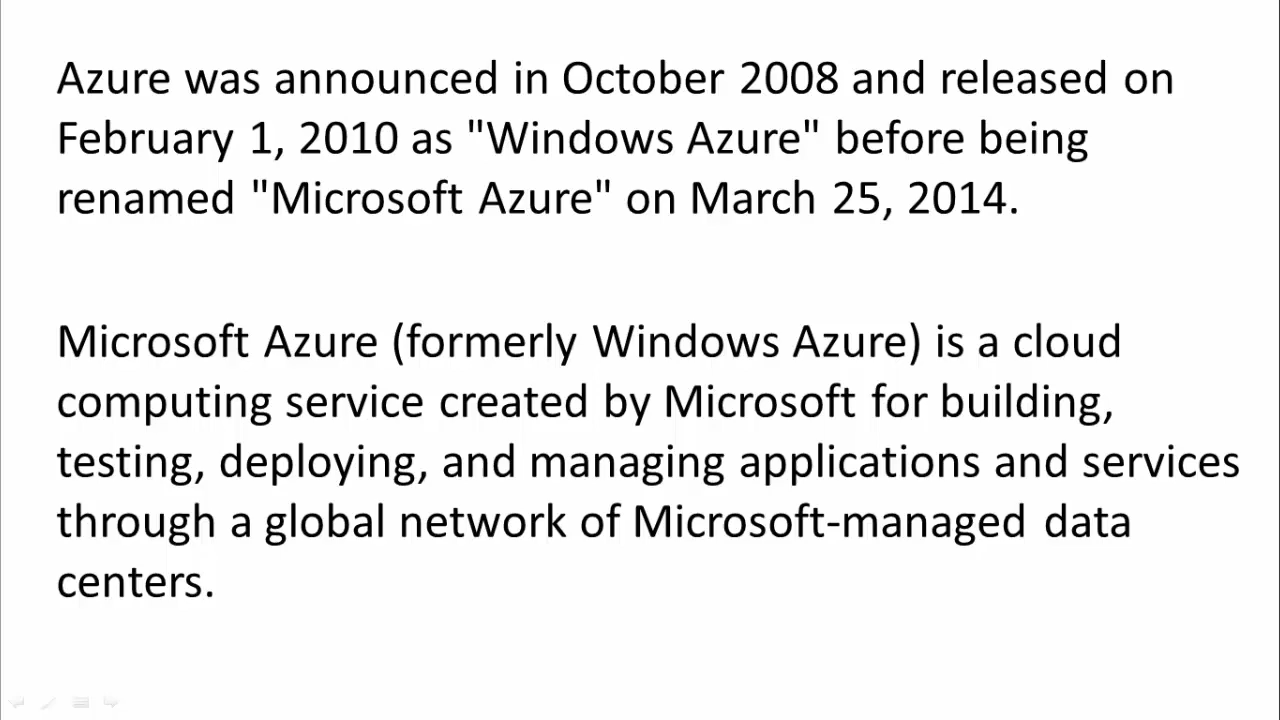 Azure was announced in October 2008 and released on
February 1, 2010 as "Windows Azure" before being
renamed "Microsoft Azure" on March 25, 2014.
Microsoft Azure (formerly Windows Azure) is a cloud
computing service created by Microsoft for building,
testing, deploying, and managing applications and services
through a global network of Microsoft-managed data
centers.